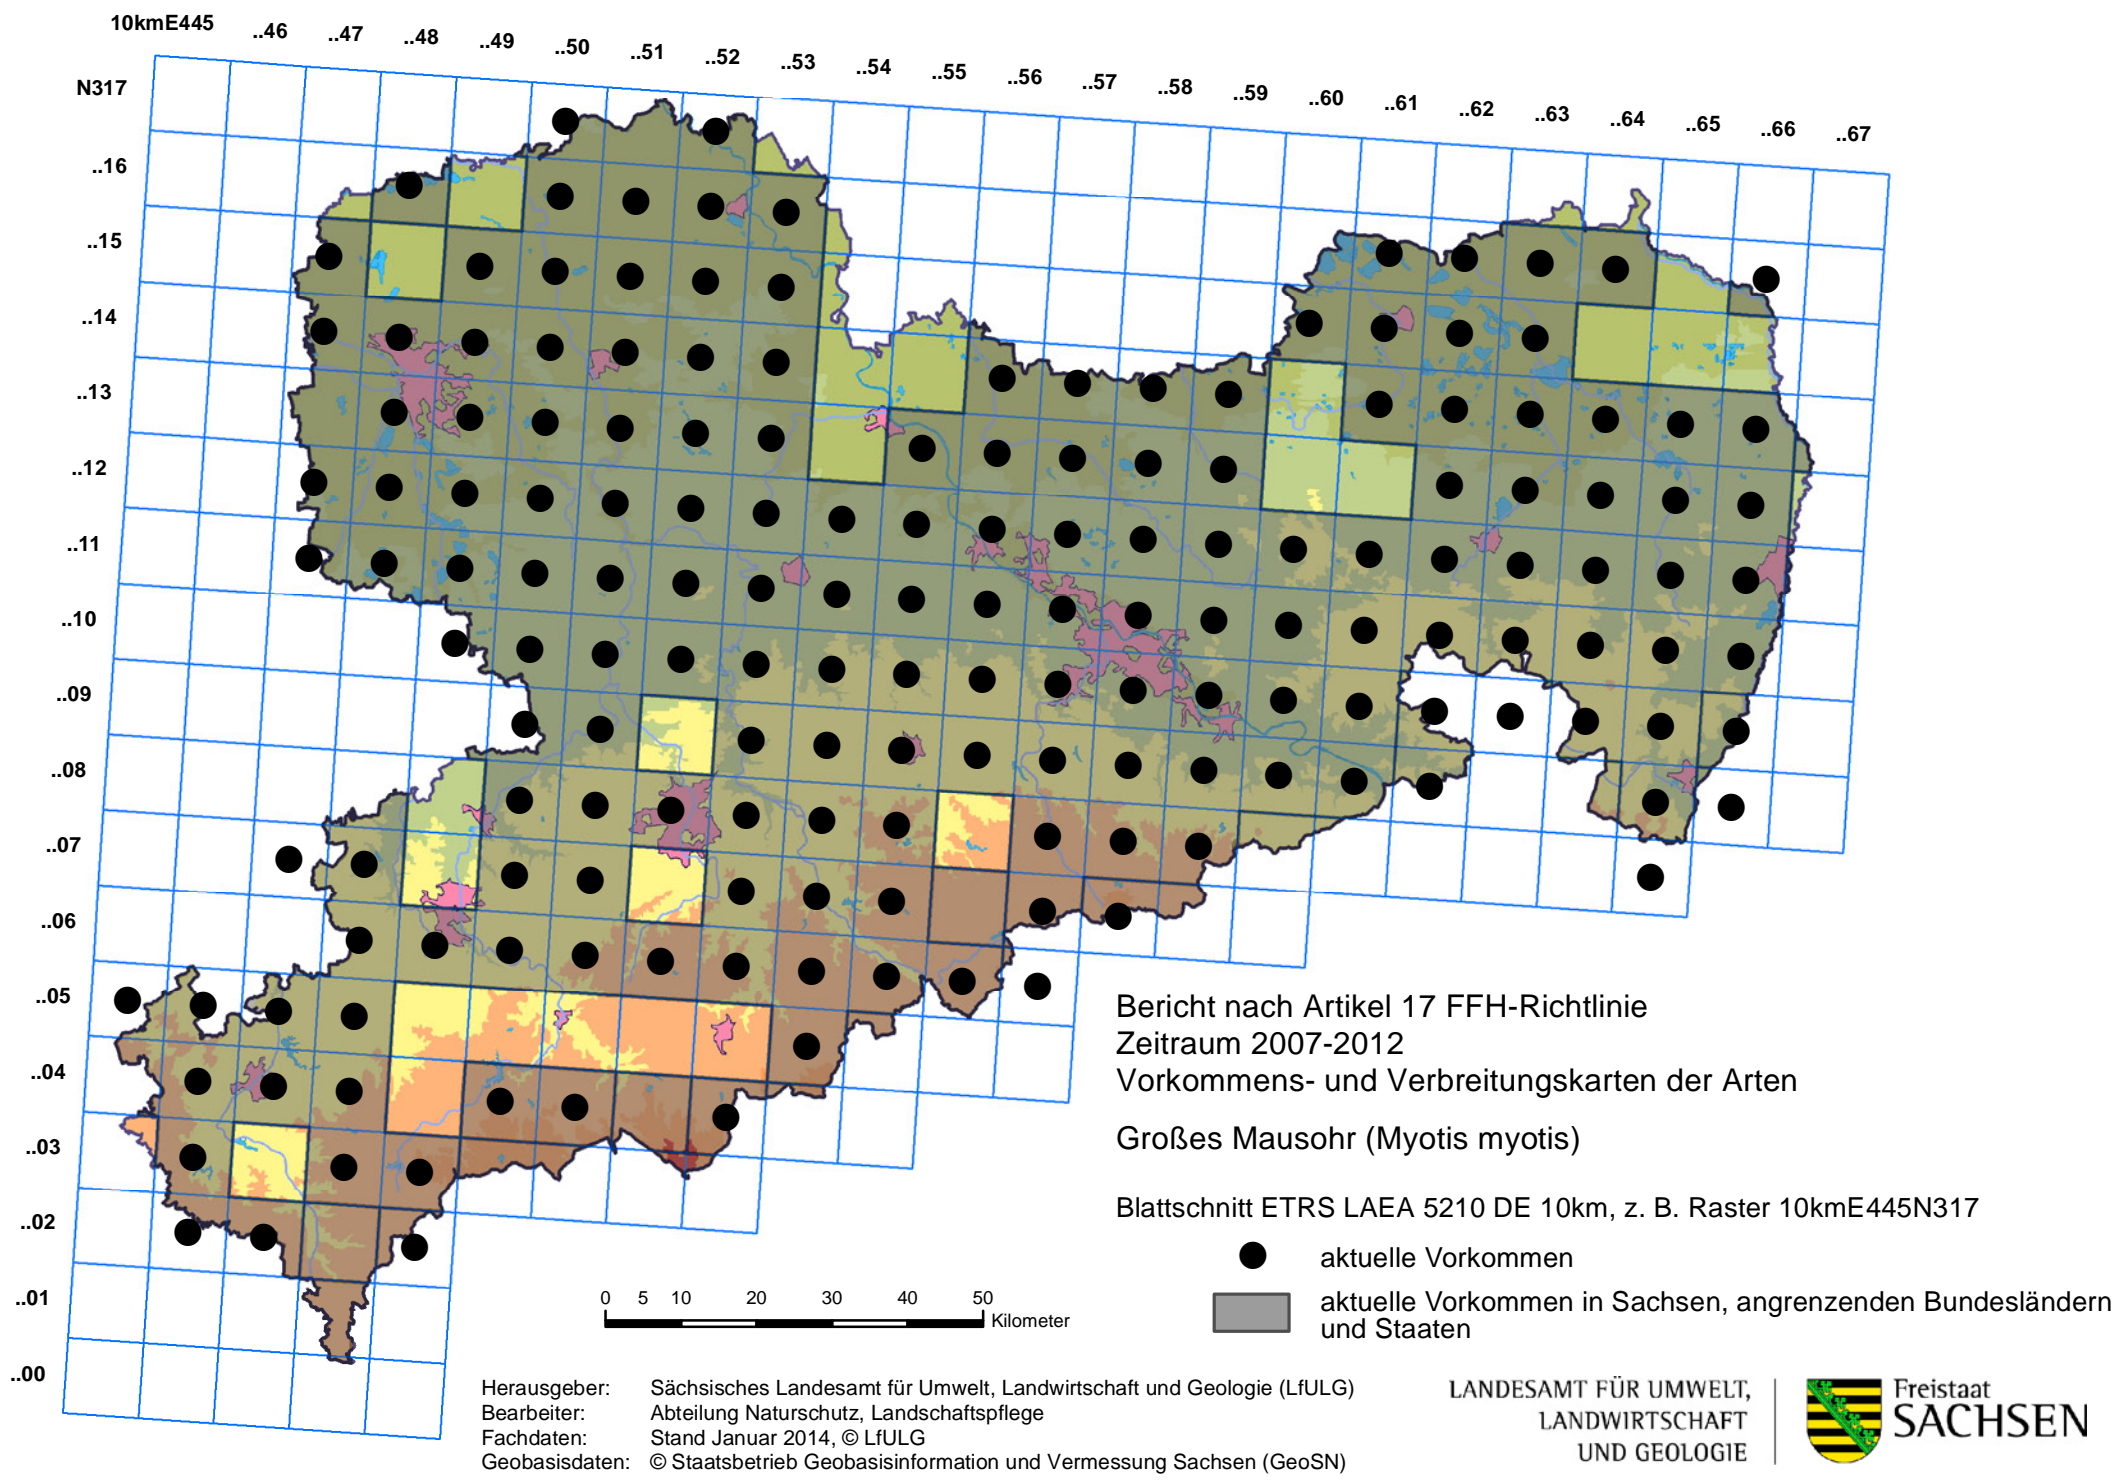 10kmE445 ..46 ..47 ..48 ..49 ..50 ..51 ..52 ..53 ..54 ..55 ..56 ..57 ..58 ..59 ..60 ..61 ..62 ..63 ..64 ..65 ..66 ..67
N317
..16
..15
..14
..13
..12
..11
..10
..09
..08
..07
..06
..05
..04
..03
..02
..01
..00
Bericht nach Artikel 17 FFH-Richtlinie
Zeitraum 2007-2012
Vorkommens- und Verbreitungskarten der Arten
Großes Mausohr (Myotis myotis)
Blattschnitt ETRS LAEA 5210 DE 10km, z. B. Raster 10kmE445N317
aktuelle Vorkommen
aktuelle Vorkommen in Sachsen, angrenzenden Bundesländern
und Staaten
0 5 10 20 30 40 50
Kilometer
Herausgeber: Sächsisches Landesamt für Umwelt, Landwirtschaft und Geologie (LfULG)
Bearbeiter: Abteilung Naturschutz, Landschaftspflege
Fachdaten: Stand Januar 2014, © LfULG
Geobasisdaten: © Staatsbetrieb Geobasisinformation und Vermessung Sachsen (GeoSN)
LANDESAMT FÜR UMWELT,
LANDWIRTSCHAFT
UND GEOLOGIE
Freistaat
SACHSEN